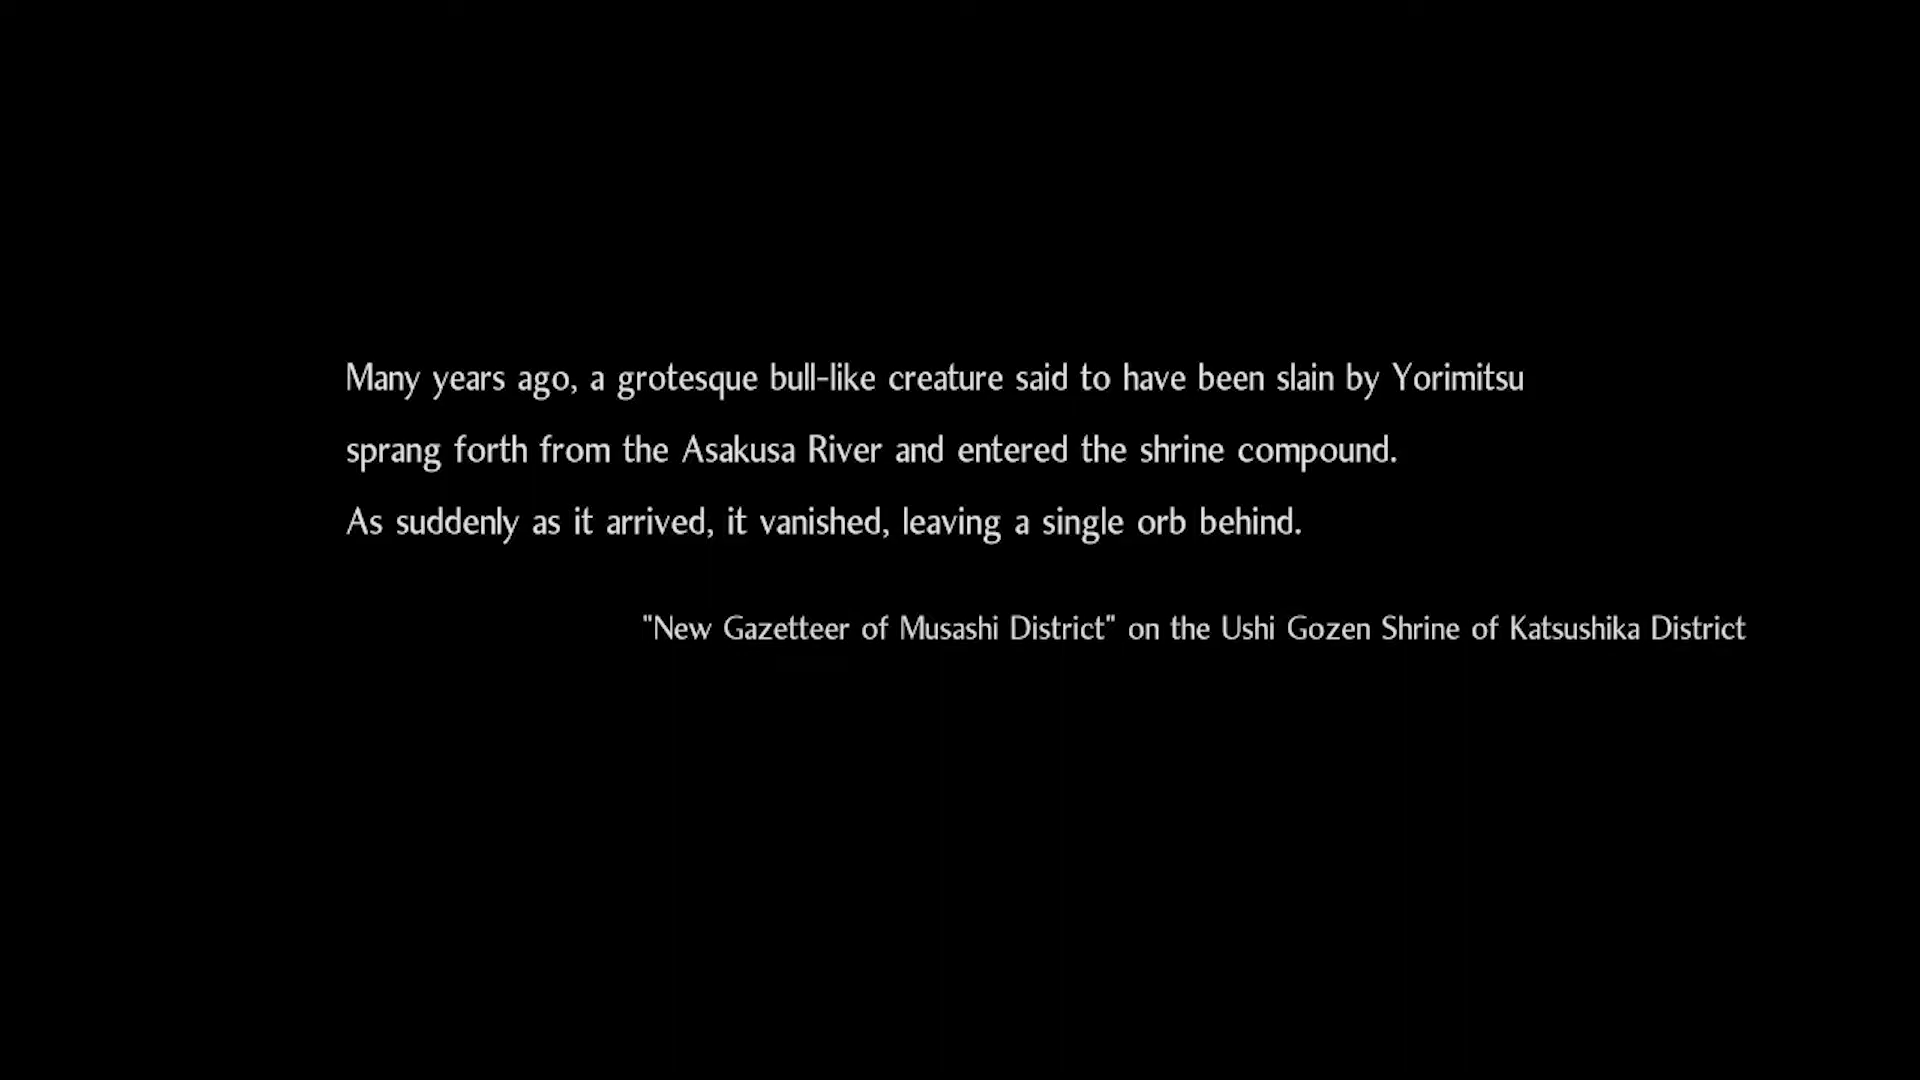 Many years ago, a grotesque bull-like creature said to have been slain by Yorimitsu
sprang forth from the Asakusa River and entered the shrine compound.
As suddenly as it arrived, it vanished, leaving a single orb behind.
"New Gazetteer of Musashi District" on the Ushi Gozen Shrine of Katsushika District